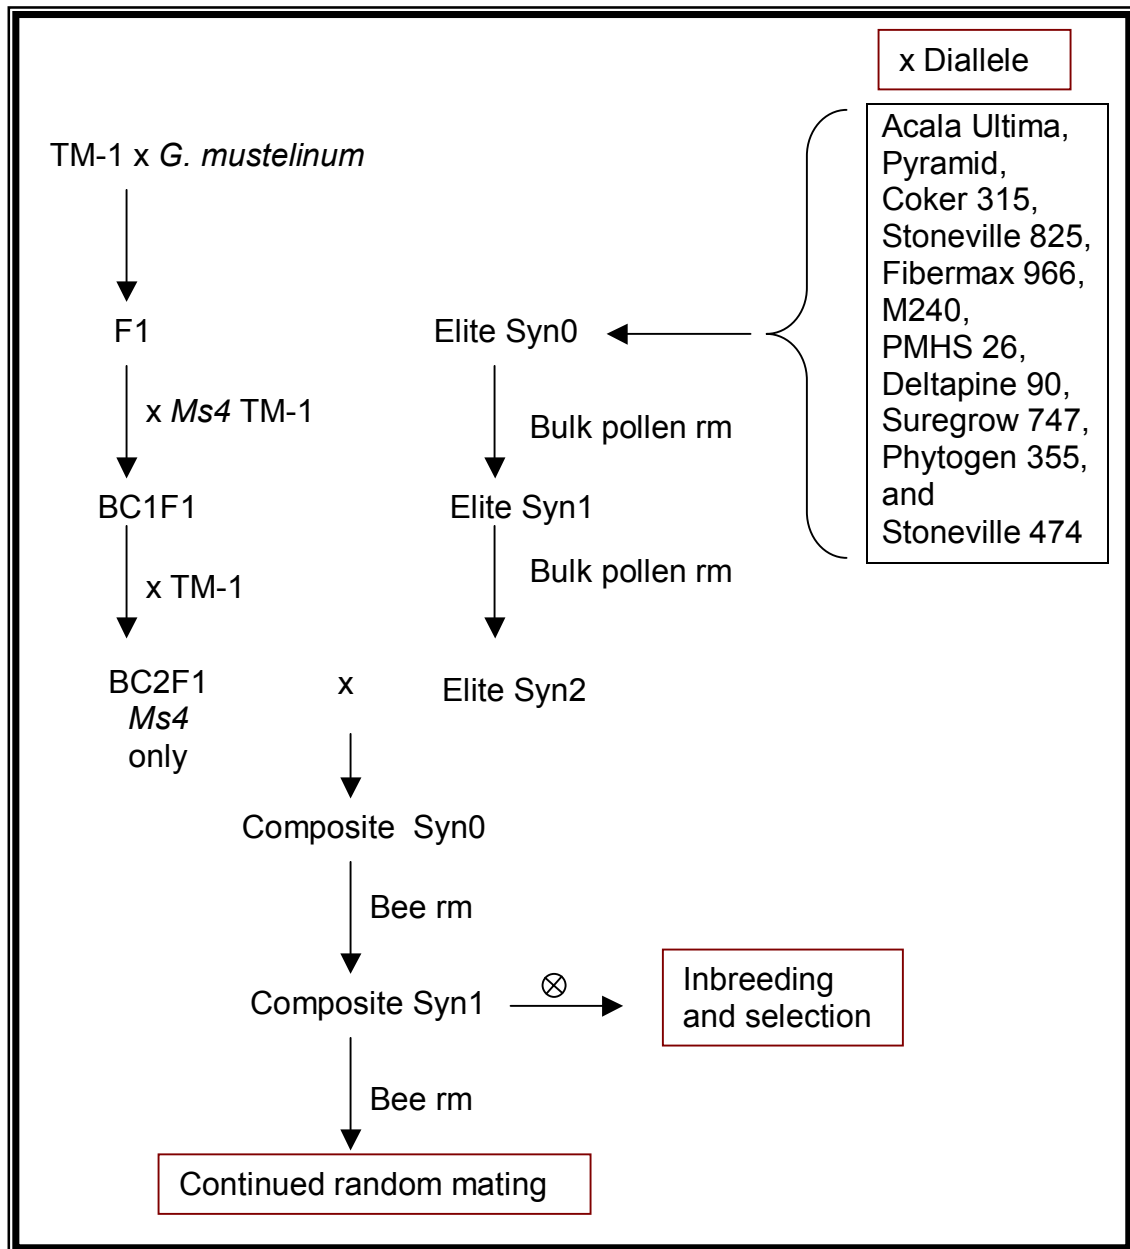 x Diallele
Acala Ultima,
Pyramid,
Coker 315,
Stoneville 825,
Fibermax 966,
M240,
PMHS 26,
Deltapine 90,
Suregrow 747,
Phytogen 355,
and
Stoneville 474
TM-1 x G. mustelinum
F1
x Ms4 TM-1
BC1F1
x TM-1
BC2F1
Ms4
only
x
Elite Syn0
Bulk pollen rm
Elite Syn1
Bulk pollen rm
Elite Syn2
Composite Syn0
Bee rm
Composite Syn1
⊗
Inbreeding
and selection
Bee rm
Continued random mating